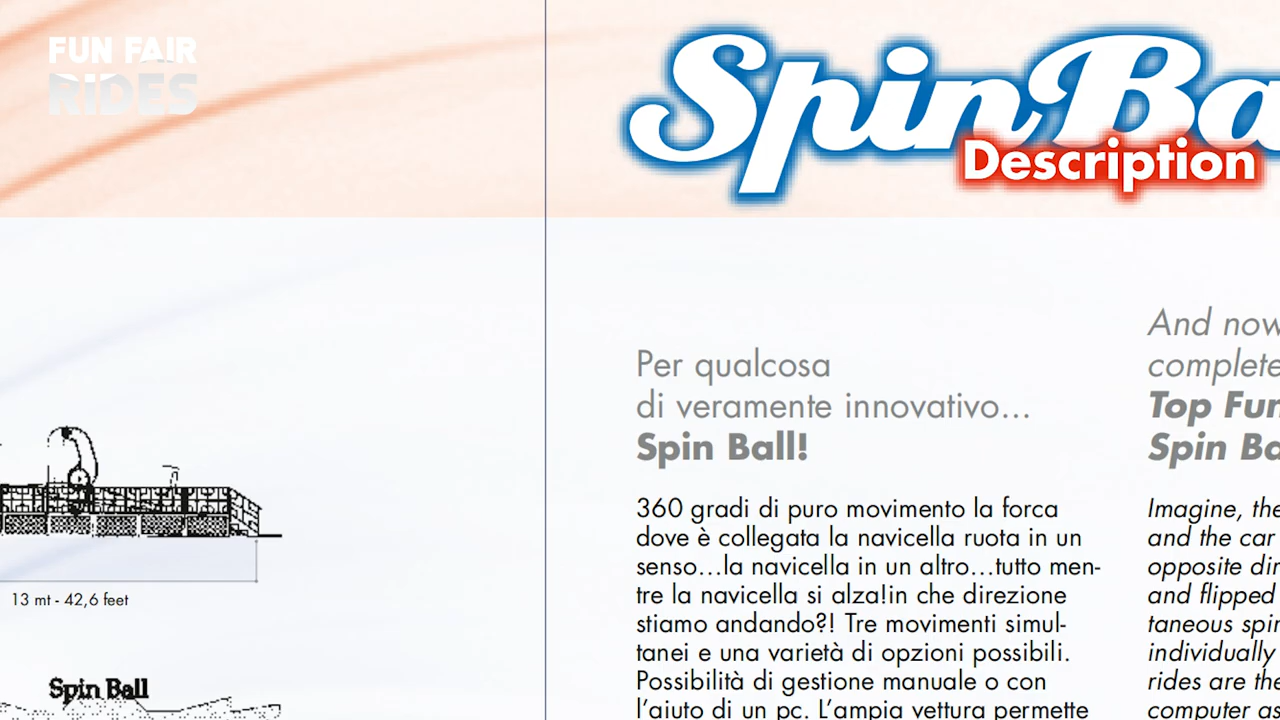 FUN FAIR
RIDES
Spin Ba
Description
Per qualcosa
di veramente innovativo...
Spin Ball!
360 gradi di puro movimento la forca
dove è collegata la navicella ruota in un
senso...la navicella in un altro...tutto men-
tre la navicella si alza!in che direzione
stiamo andando?! Tre movimenti simul-
tanei e una varietà di opzioni possibili.
Possibilità di gestione manuale o con
l'aiuto di un pc. L'ampia vettura permette
And now
complete
Top Fun
Spin Ba
Imagine, the
and the car
opposite dir
and flipped
taneous spin
individually
rides are the
computer as
13 mt - 42,6 feet
Spin Ball